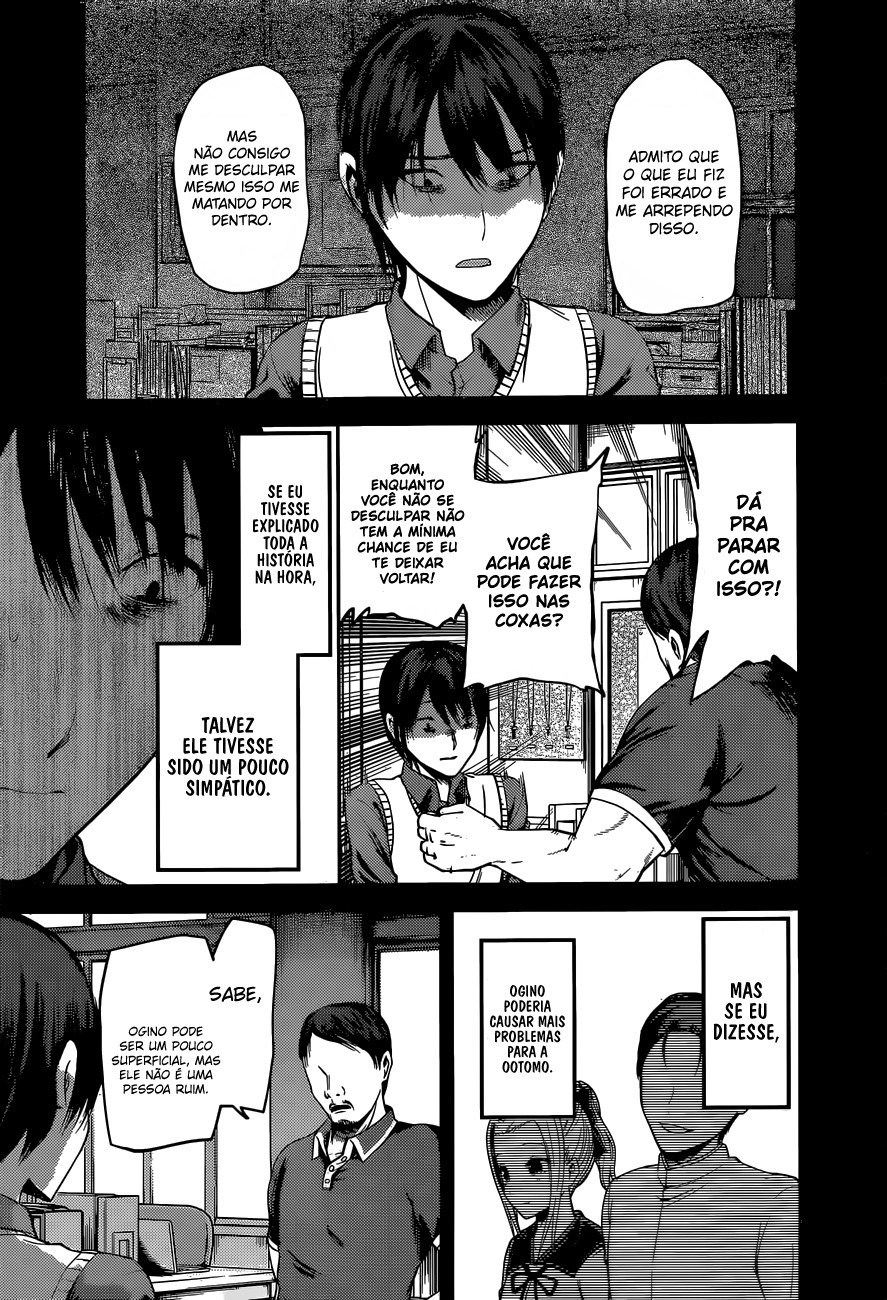 ADMITO QUE
O QUE EU FIZ
FOI ERRADO E
ME ARREPENDO
DISSO.
MAS
NÃO CONSIGO
ME DESCULPAR
MESMO ISSO ME
MATANDO POR
DENTRO.
DÁ
PRA
PARAR
COM
ISSO?!
VOCÊ
ACHA QUE
PODE FAZER
ISSO NAS
COXAS?
BOM,
ENQUANTO
VOCÊ NÃO SE
DESCULPAR NÃO
TEM A MÍNIMA
CHANCE DE EU
TE DEIXAR
VOLTAR!
SE EU
TIVESSE
EXPLICADO
TODA A
HISTÓRIA
NA HORA,
TALVEZ
ELE TIVESSE
SIDO UM POUCO
SIMPÁTICO.
MAS
SE EU
DIZESSE,
OGINO
PODERIA
CAUSAR MAIS
PROBLEMAS
PARA A
OOTOMO.
SABE,
OGINO PODE
SER UM POUCO
SUPERFICIAL, MAS
ELE NÃO É UMA
PESSOA RUIM.